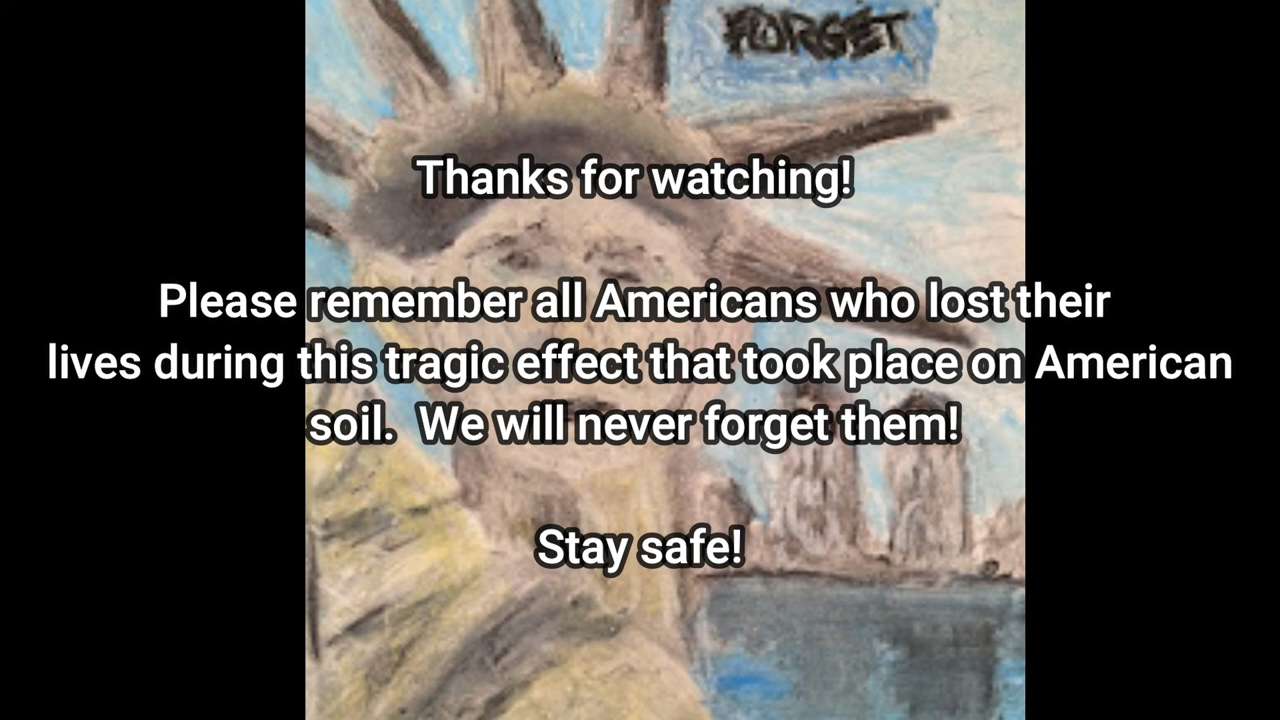 FORGET
Thanks for watching!
Please remember all Americans who lost their
lives during this tragic effect that took place on American
soil.  We will never forget them!
Stay safe!